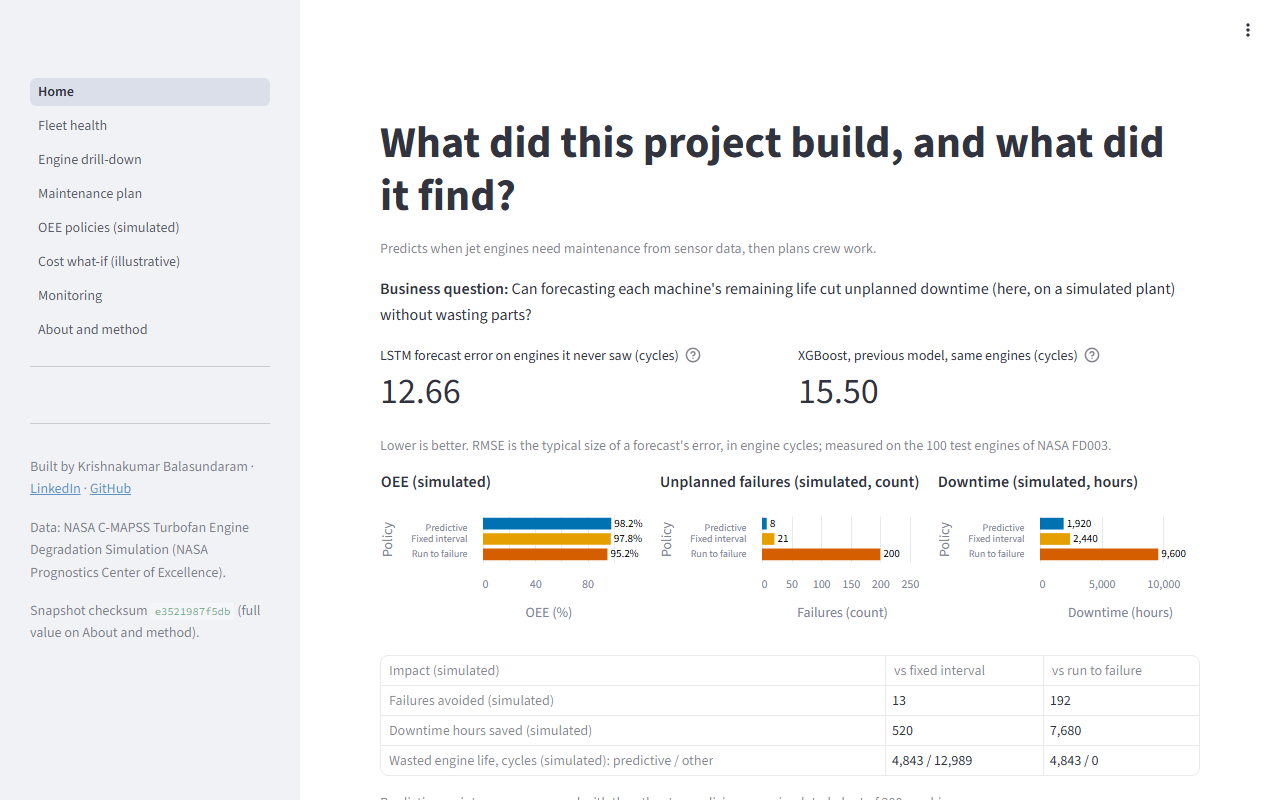 Home
Fleet health
Engine drill-down
Maintenance plan
OEE policies (simulated)
Cost what-if (illustrative)
Monitoring
About and method
Built by Krishnakumar Balasundaram ·
LinkedIn · GitHub
Data: NASA C-MAPSS Turbofan Engine
Degradation Simulation (NASA
Prognostics Center of Excellence).
Snapshot checksum e3521987f5db (full
value on About and method).
What did this project build, and what did
it find?
Predicts when jet engines need maintenance from sensor data, then plans crew work.
Business question: Can forecasting each machine's remaining life cut unplanned downtime (here, on a simulated plant)
without wasting parts?
LSTM forecast error on engines it never saw (cycles)
12.66
XGBoost, previous model, same engines (cycles)
15.50
Lower is better. RMSE is the typical size of a forecast's error, in engine cycles; measured on the 100 test engines of NASA FD003.
OEE (simulated)
Policy
Predictive 98.2%
Fixed interval 97.8%
Run to failure 95.2%
0 40 80
OEE (%)
Unplanned failures (simulated, count)
Policy
Predictive 8
Fixed interval 21
Run to failure 200
0 50 100 150 200 250
Failures (count)
Downtime (simulated, hours)
Policy
Predictive 1,920
Fixed interval 2,440
Run to failure 9,600
0 5,000 10,000
Downtime (hours)
Impact (simulated) vs fixed interval vs run to failure
Failures avoided (simulated) 13 192
Downtime hours saved (simulated) 520 7,680
Wasted engine life, cycles (simulated): predictive / other 4,843 / 12,989 4,843 / 0